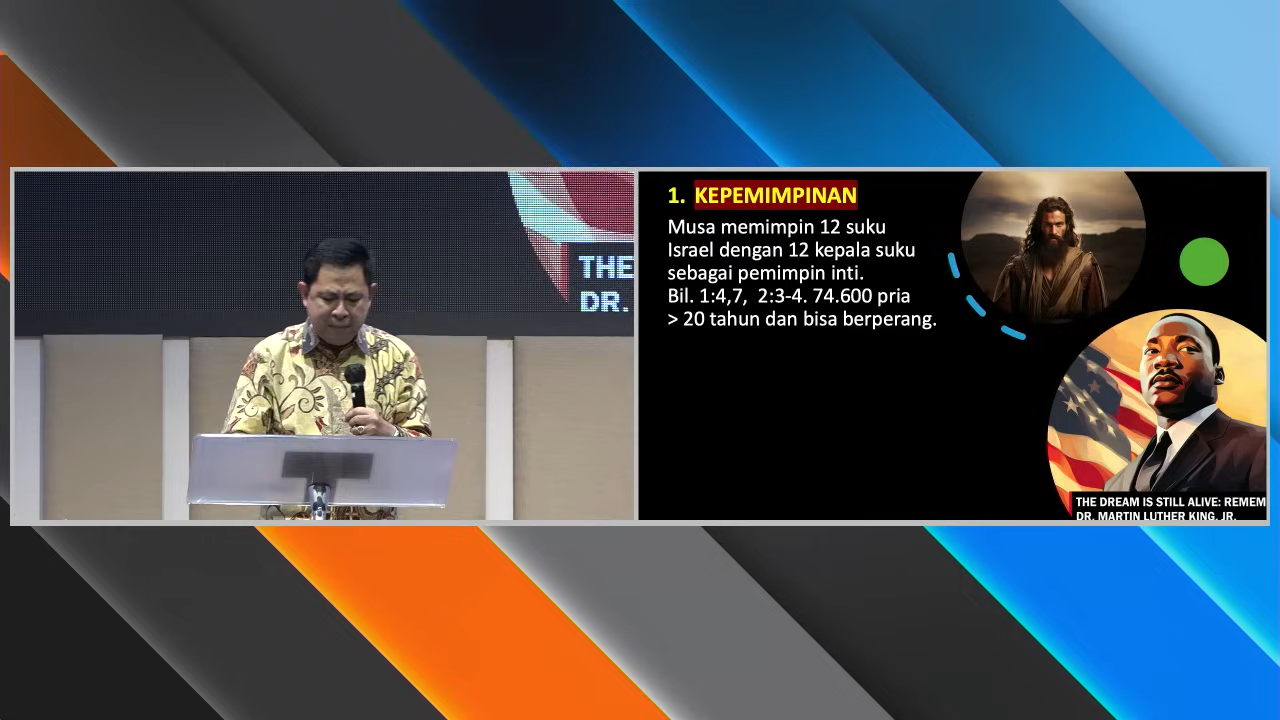 THE
DR.
1. KEPEMIMPINAN
Musa memimpin 12 suku
Israel dengan 12 kepala suku
sebagai pemimpin inti.
Bil. 1:4,7, 2:3-4. 74.600 pria
> 20 tahun dan bisa berperang.
THE DREAM IS STILL ALIVE: REMEM
DR. MARTIN LUTHER KING, JR.